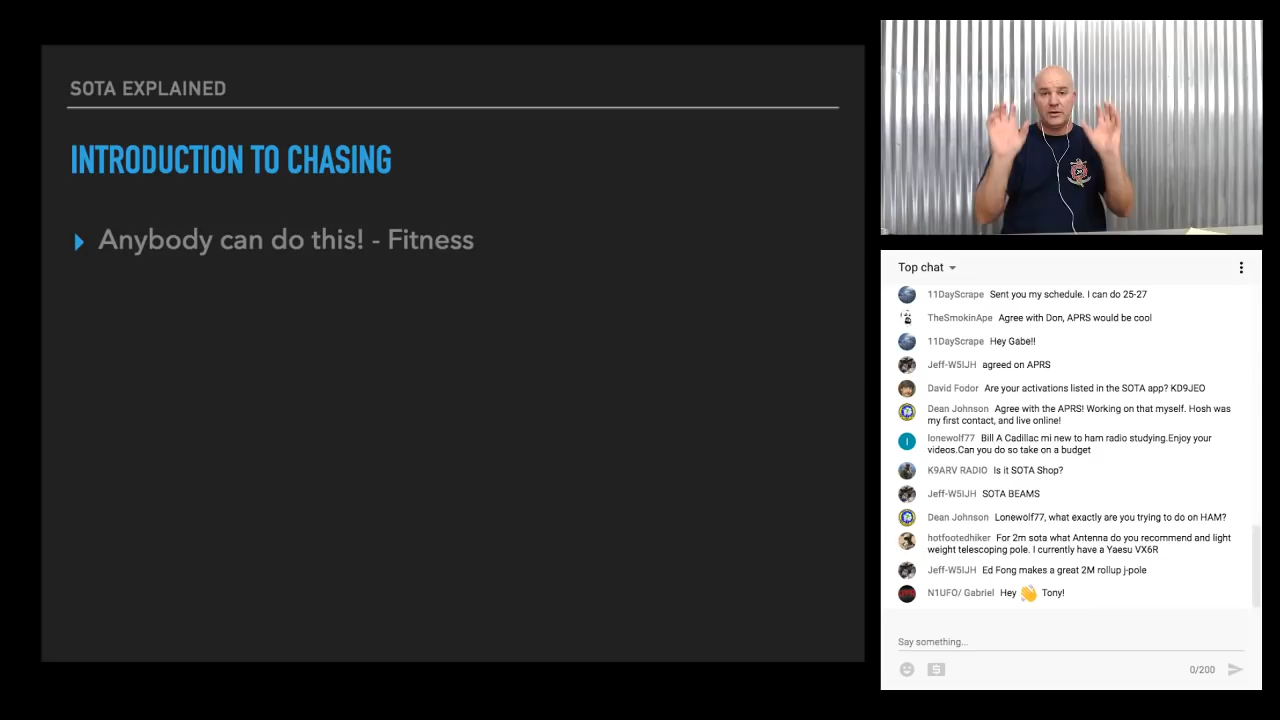 SOTA EXPLAINED
INTRODUCTION TO CHASING
Anybody can do this! - Fitness
Top chat
11DayScrape Sent you my schedule. I can do 25-27
TheSmokinApe Agree with Don, APRS would be cool
11DayScrape Hey Gabe!!
Jeff-W5IJH agreed on APRS
David Fodor Are your activations listed in the SOTA app? KD9JEO
Dean Johnson Agree with the APRS! Working on that myself. Hosh was
my first contact, and live online!
lonewolf77 Bill A Cadillac mi new to ham radio studying.Enjoy your
videos.Can you do so take on a budget
K9ARV RADIO Is it SOTA Shop?
Jeff-W5IJH SOTA BEAMS
Dean Johnson Lonewolf77, what exactly are you trying to do on HAM?
hotfootedhiker For 2m sota what Antenna do you recommend and light
weight telescoping pole. I currently have a Yaesu VX6R
Jeff-W5IJH Ed Fong makes a great 2M rollup j-pole
N1UFO/ Gabriel Hey 👋 Tony!
Say something...
0/200